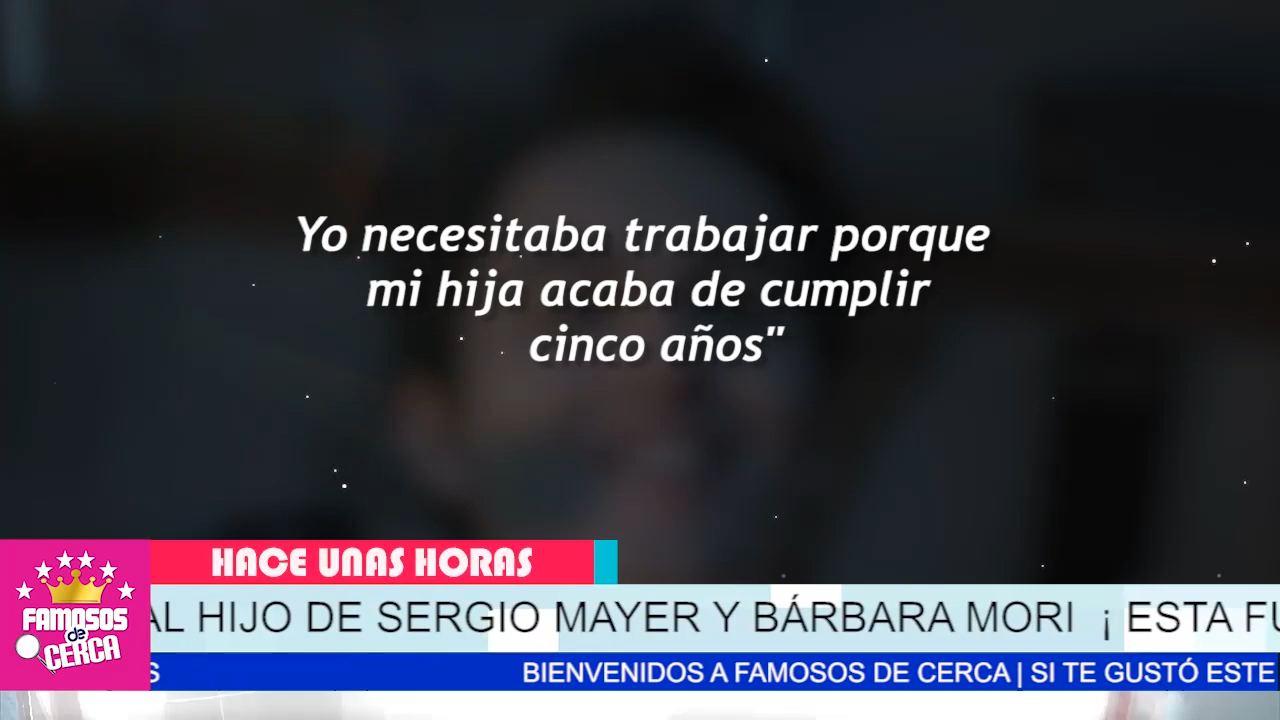 Yo necesitaba trabajar porque
mi hija acaba de cumplir
cinco años"
HACE UNAS HORAS
FAMOSOS
de
CERCA
AL HIJO DE SERGIO MAYER Y BÁRBARA MORI ¡ ESTA FU
S
BIENVENIDOS A FAMOSOS DE CERCA | SI TE GUSTÓ ESTE